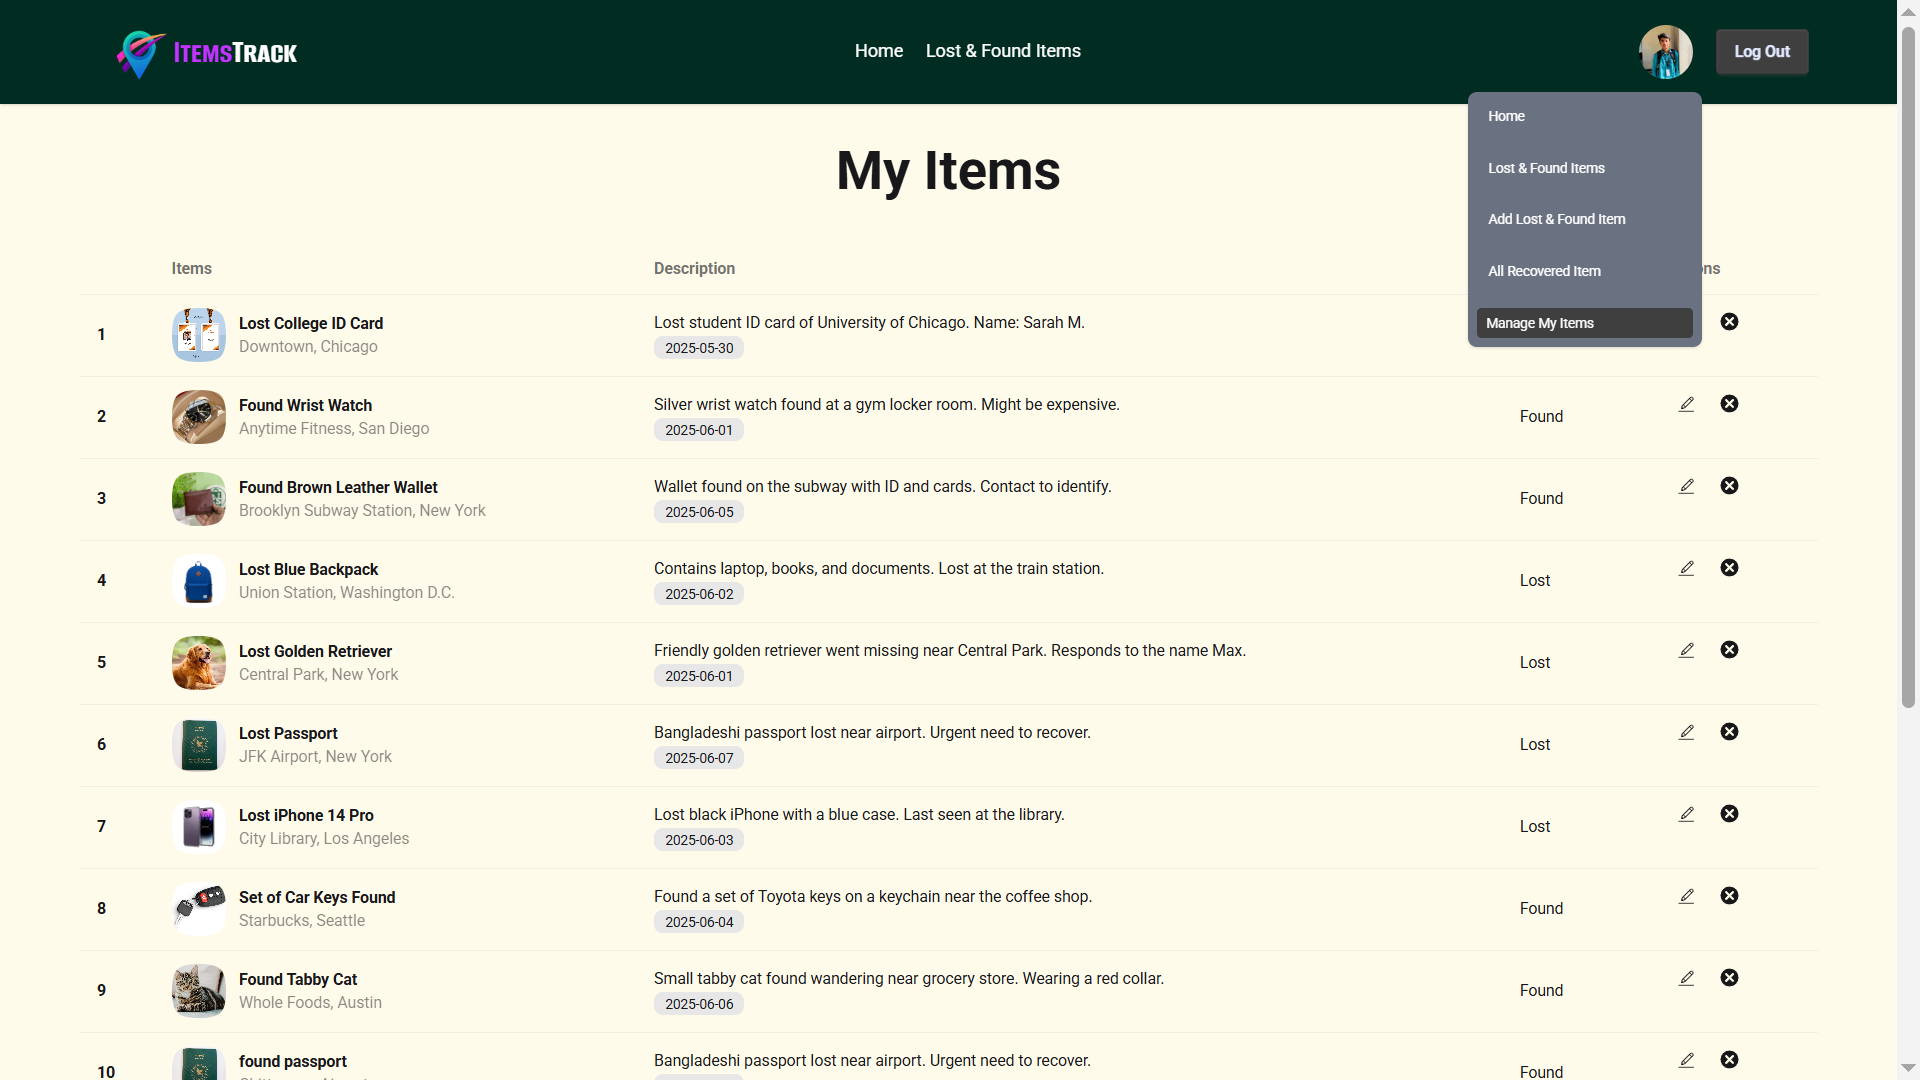 ITEMSTRACK
Home
Lost & Found Items
Log Out
Home
Lost & Found Items
Add Lost & Found Item
All Recovered Item
Manage My Items
My Items
Items
Description
ons
1
Lost College ID Card
Downtown, Chicago
Lost student ID card of University of Chicago. Name: Sarah M.
2025-05-30
2
Found Wrist Watch
Anytime Fitness, San Diego
Silver wrist watch found at a gym locker room. Might be expensive.
2025-06-01
Found
3
Found Brown Leather Wallet
Brooklyn Subway Station, New York
Wallet found on the subway with ID and cards. Contact to identify.
2025-06-05
Found
4
Lost Blue Backpack
Union Station, Washington D.C.
Contains laptop, books, and documents. Lost at the train station.
2025-06-02
Lost
5
Lost Golden Retriever
Central Park, New York
Friendly golden retriever went missing near Central Park. Responds to the name Max.
2025-06-01
Lost
6
Lost Passport
JFK Airport, New York
Bangladeshi passport lost near airport. Urgent need to recover.
2025-06-07
Lost
7
Lost iPhone 14 Pro
City Library, Los Angeles
Lost black iPhone with a blue case. Last seen at the library.
2025-06-03
Lost
8
Set of Car Keys Found
Starbucks, Seattle
Found a set of Toyota keys on a keychain near the coffee shop.
2025-06-04
Found
9
Found Tabby Cat
Whole Foods, Austin
Small tabby cat found wandering near grocery store. Wearing a red collar.
2025-06-06
Found
10
found passport
Bangladeshi passport lost near airport. Urgent need to recover.
Found